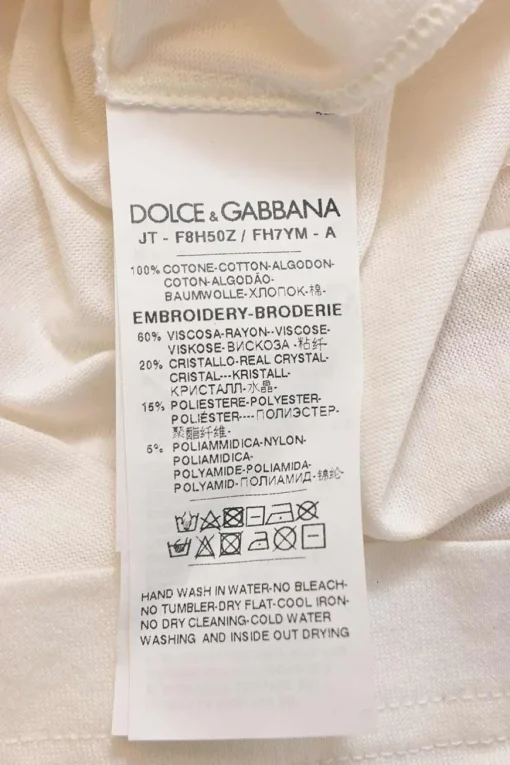 DOLCE & GABBANA
JT - F8H50Z / FH7YM - A
100% COTONE-COTTON-ALGODON-
COTON-ALGODÃO-
BAUMWOLLE-ХЛОПОК-棉-
EMBROIDERY-BRODERIE
60% VISCOSA-RAYON--VISCOSE-
VISKOSE-ВИСКОЗА-粘纤
20% CRISTALLO-REAL CRYSTAL-
CRISTAL---KRISTALL-
КРИСТАЛЛ-水晶-
15% POLIESTERE-POLYESTER-
POLIÉSTER----ПОЛИЭСТЕР-
聚酯纤维-
5% POLIAMMIDICA-NYLON-
POLIAMIDICA-
POLYAMIDE-POLIAMIDA-
POLYAMID-ПОЛИАМИД-锦纶-
HAND WASH IN WATER-NO BLEACH-
NO TUMBLER-DRY FLAT-COOL IRON-
NO DRY CLEANING-COLD WATER
WASHING AND INSIDE OUT DRYING